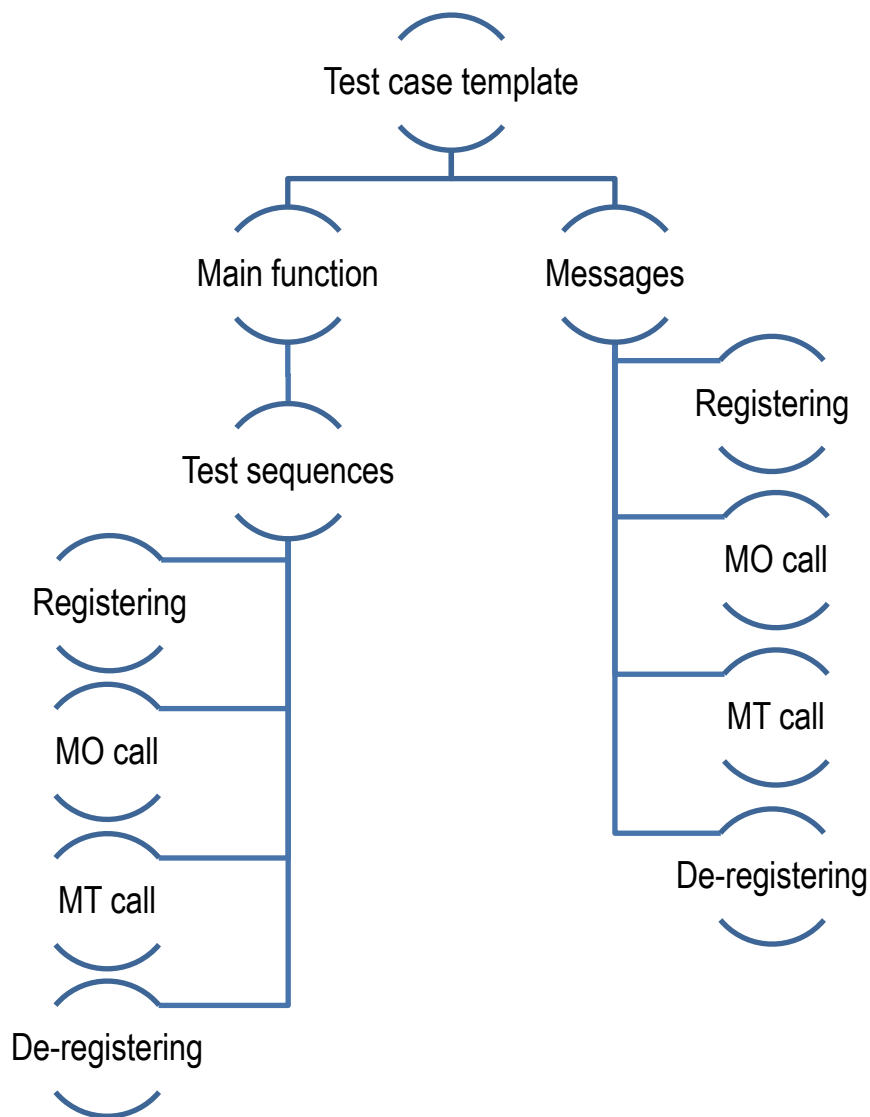 Test case template
Main function
Messages
Test sequences
Registering
MO call
MT call
De-registering
Registering
MO call
MT call
De-registering